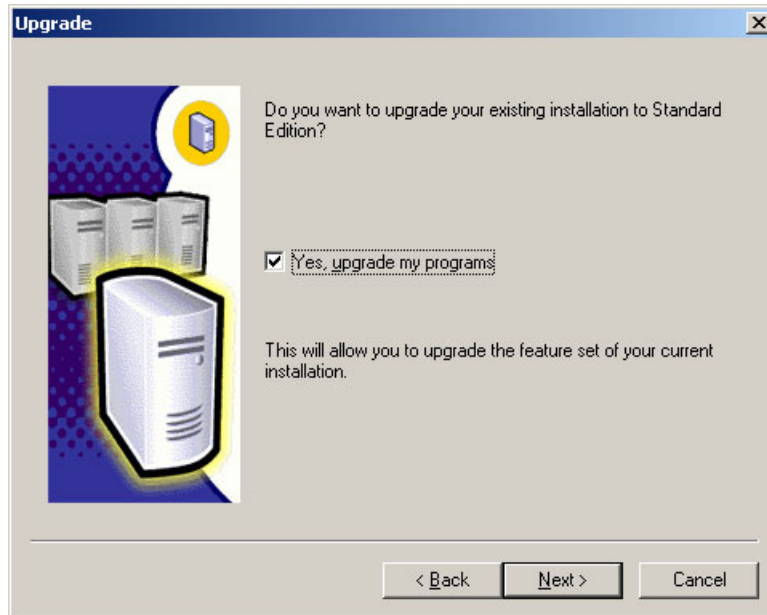 Upgrade
Do you want to upgrade your existing installation to Standard
Edition?
Yes, upgrade my programs
This will allow you to upgrade the feature set of your current
installation.
< Back
Next >
Cancel